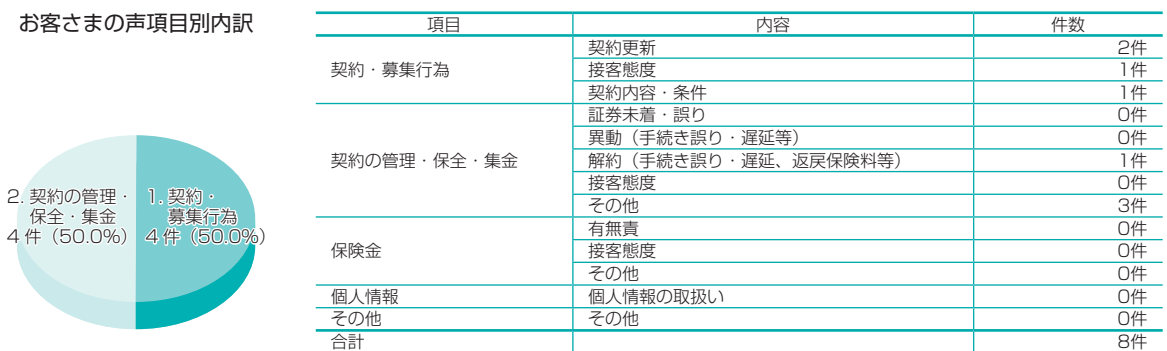 お客さまの声項目別内訳
2. 契約の管理・
保全・集金
4 件（50.0%）
1. 契約・
募集行為
4 件（50.0%）
項目 内容 件数
契約・募集行為 契約更新 2件
接客態度 1件
契約内容・条件 1件
契約の管理・保全・集金 証券未着・誤り 0件
異動（手続き誤り・遅延等） 0件
解約（手続き誤り・遅延、返戻保険料等） 1件
接客態度 0件
その他 3件
保険金 有無責 0件
接客態度 0件
その他 0件
個人情報 個人情報の取扱い 0件
その他 その他 0件
合計 8件